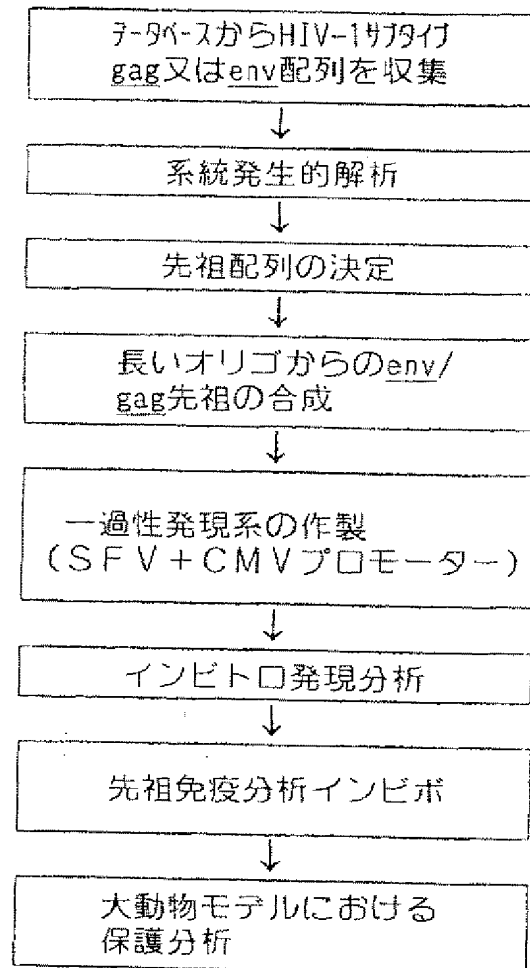 データベースからHIV-1サブタイプ
gag又はenv配列を収集
↓
系統発生的解析
↓
先祖配列の決定
↓
長いオリゴからのenv/
gag先祖の合成
↓
一過性発現系の作製
(SFV+CMVプロモーター)
↓
インビトロ発現分析
↓
先祖免疫分析インビボ
↓
大動物モデルにおける
保護分析